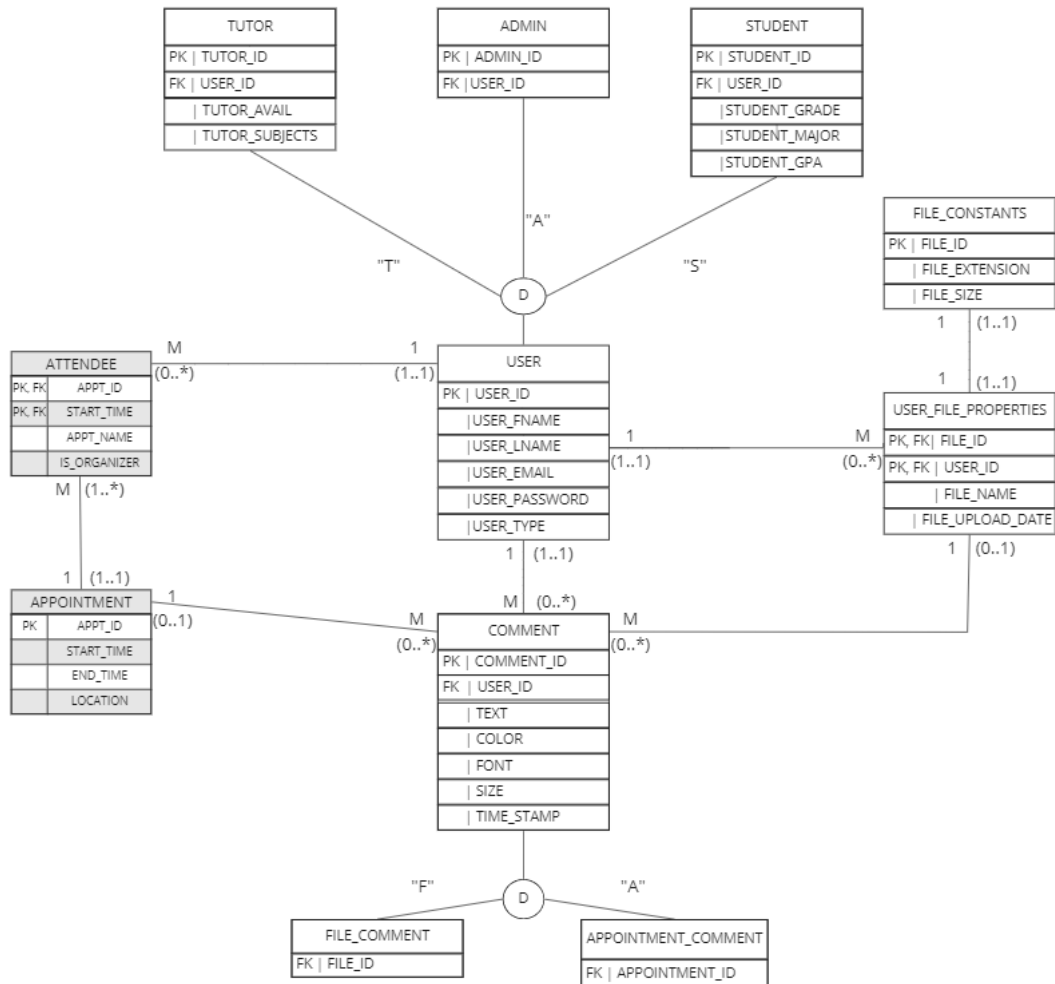 TUTOR
PK | TUTOR_ID
FK | USER_ID
| TUTOR_AVAIL
| TUTOR_SUBJECTS
ADMIN
PK | ADMIN_ID
FK |USER_ID
STUDENT
PK | STUDENT_ID
FK | USER_ID
|STUDENT_GRADE
|STUDENT_MAJOR
|STUDENT_GPA
"T"
"A"
"S"
D
FILE_CONSTANTS
PK | FILE_ID
| FILE_EXTENSION
| FILE_SIZE
1 (1..1)
1 (1..1)
ATTENDEE
PK, FK APPT_ID
PK, FK START_TIME
APPT_NAME
IS_ORGANIZER
M
(0..*)
1
(1..1)
USER
PK | USER_ID
|USER_FNAME
|USER_LNAME
|USER_EMAIL
|USER_PASSWORD
|USER_TYPE
1
(1..1)
M
(0..*)
USER_FILE_PROPERTIES
PK, FK| FILE_ID
PK, FK | USER_ID
| FILE_NAME
| FILE_UPLOAD_DATE
M (1..*)
1 (1..1)
1 (1..1)
M (0..*)
1 (0..1)
APPOINTMENT
PK APPT_ID
START_TIME
END_TIME
LOCATION
1
(0..1)
M
(0..*)
COMMENT
PK | COMMENT_ID
FK | USER_ID
| TEXT
| COLOR
| FONT
| SIZE
| TIME_STAMP
M
(0..*)
"F"
D
"A"
FILE_COMMENT
FK | FILE_ID
APPOINTMENT_COMMENT
FK | APPOINTMENT_ID